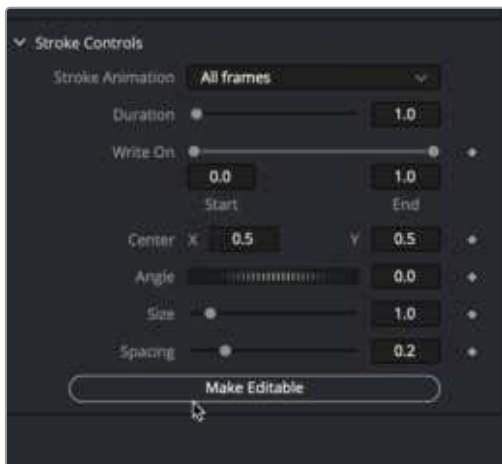 Stroke Controls
Stroke Animation All frames
Duration 1.0
Write On
0.0 1.0
Start End
Center X 0.5 Y 0.5
Angle 0.0
Size 1.0
Spacing 0.2
Make Editable